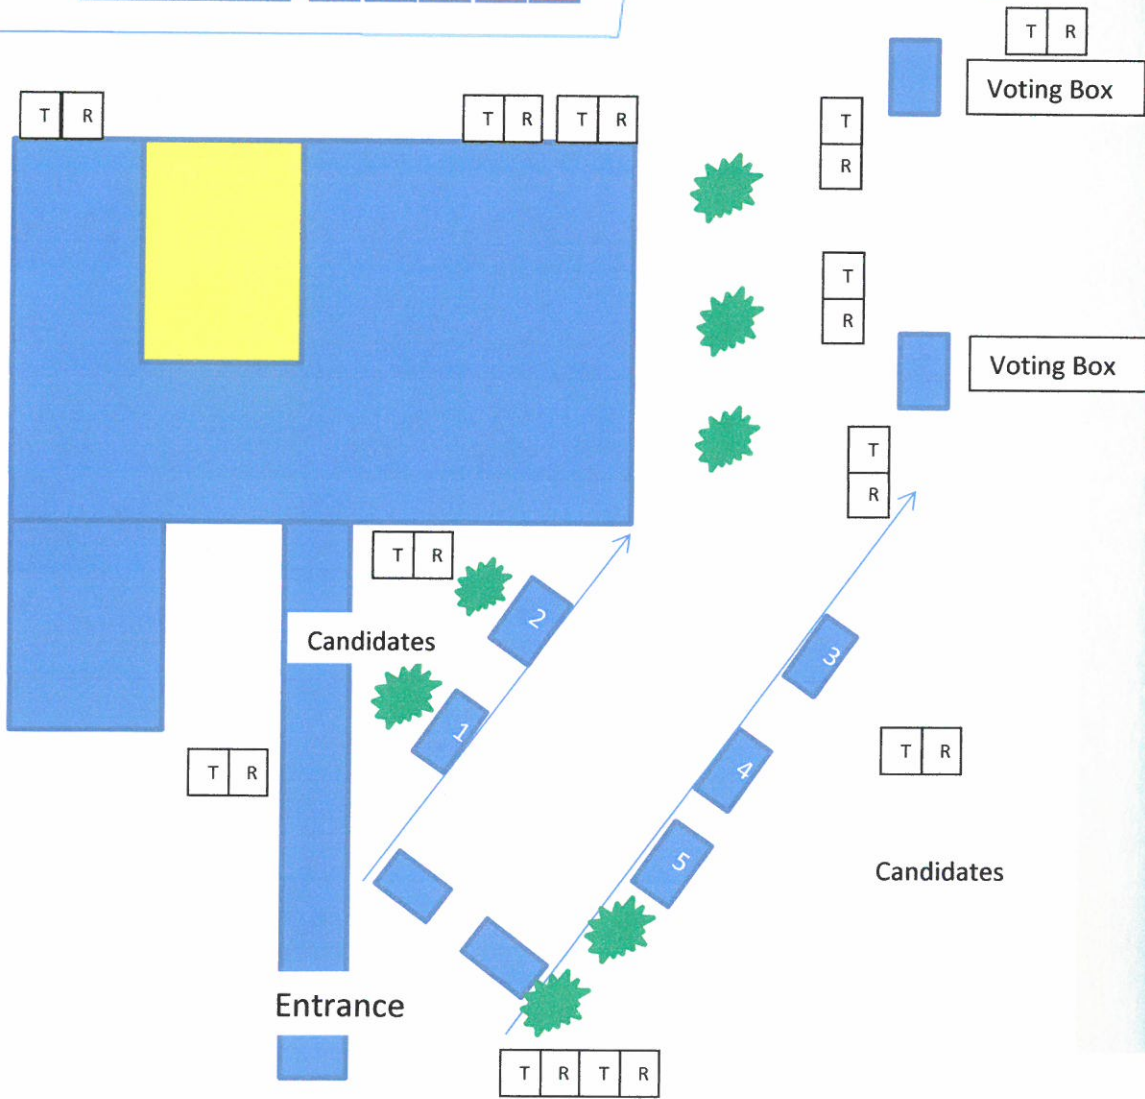 T R
Voting Box
T R
T R T R
T
R
T
R
Voting Box
T
R
T R
2
Candidates
3
1
T R
T R
4
5
Candidates
Entrance
T R T R